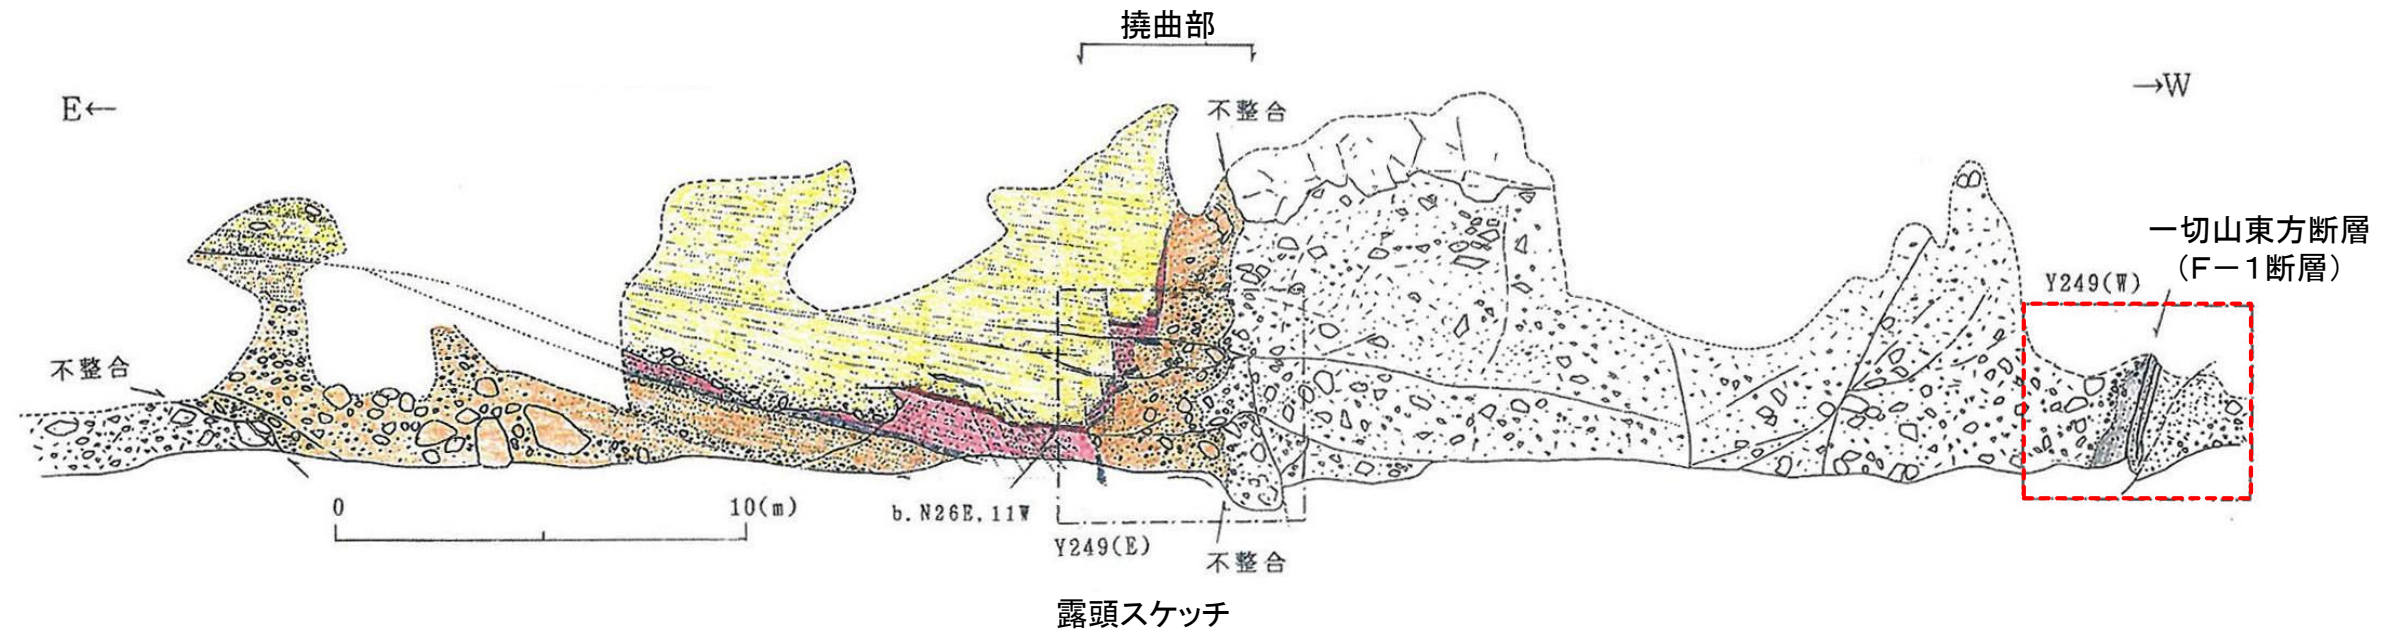 撓曲部
E←
→W
不整合
一切山東方断層
（F－1断層）
Y249(W)
不整合
0
10(m)
b.N26E,11W
Y249(E)
不整合
露頭スケッチ